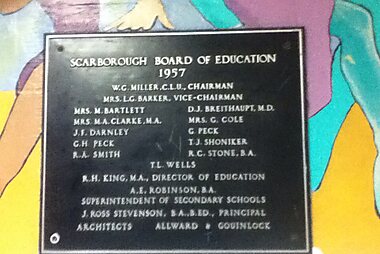 SCARBOROUGH BOARD OF EDUCATION
1957
W.G. MILLER, C.L.U., CHAIRMAN
MRS. L.G. BARKER, VICE-CHAIRMAN
MRS. M. BARTLETT D.J. BREITHAUPT, M.D.
MRS. M.A. CLARKE, M.A. MRS. G. COLE
J.F. DARNLEY G. PECK
G.H. PECK T.J. SHONIKER
R.A. SMITH R.C. STONE, B.A.
T.L. WELLS
R.H. KING, M.A., DIRECTOR OF EDUCATION
A.E. ROBINSON, B.A.
SUPERINTENDENT OF SECONDARY SCHOOLS
J. ROSS STEVENSON, B.A., B.ED., PRINCIPAL
ARCHITECTS ALLWARD & GOUINLOCK